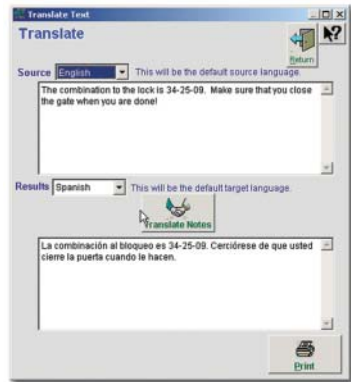 Translate Text
Translate
Return
Source English This will be the default source language.
The combination to the lock is 34-25-09. Make sure that you close
the gate when you are done!
Results Spanish This will be the default target language.
Translate Notes
La combinación al bloqueo es 34-25-09. Cerciórese de que usted
cierre la puerta cuando le hacen.
Print